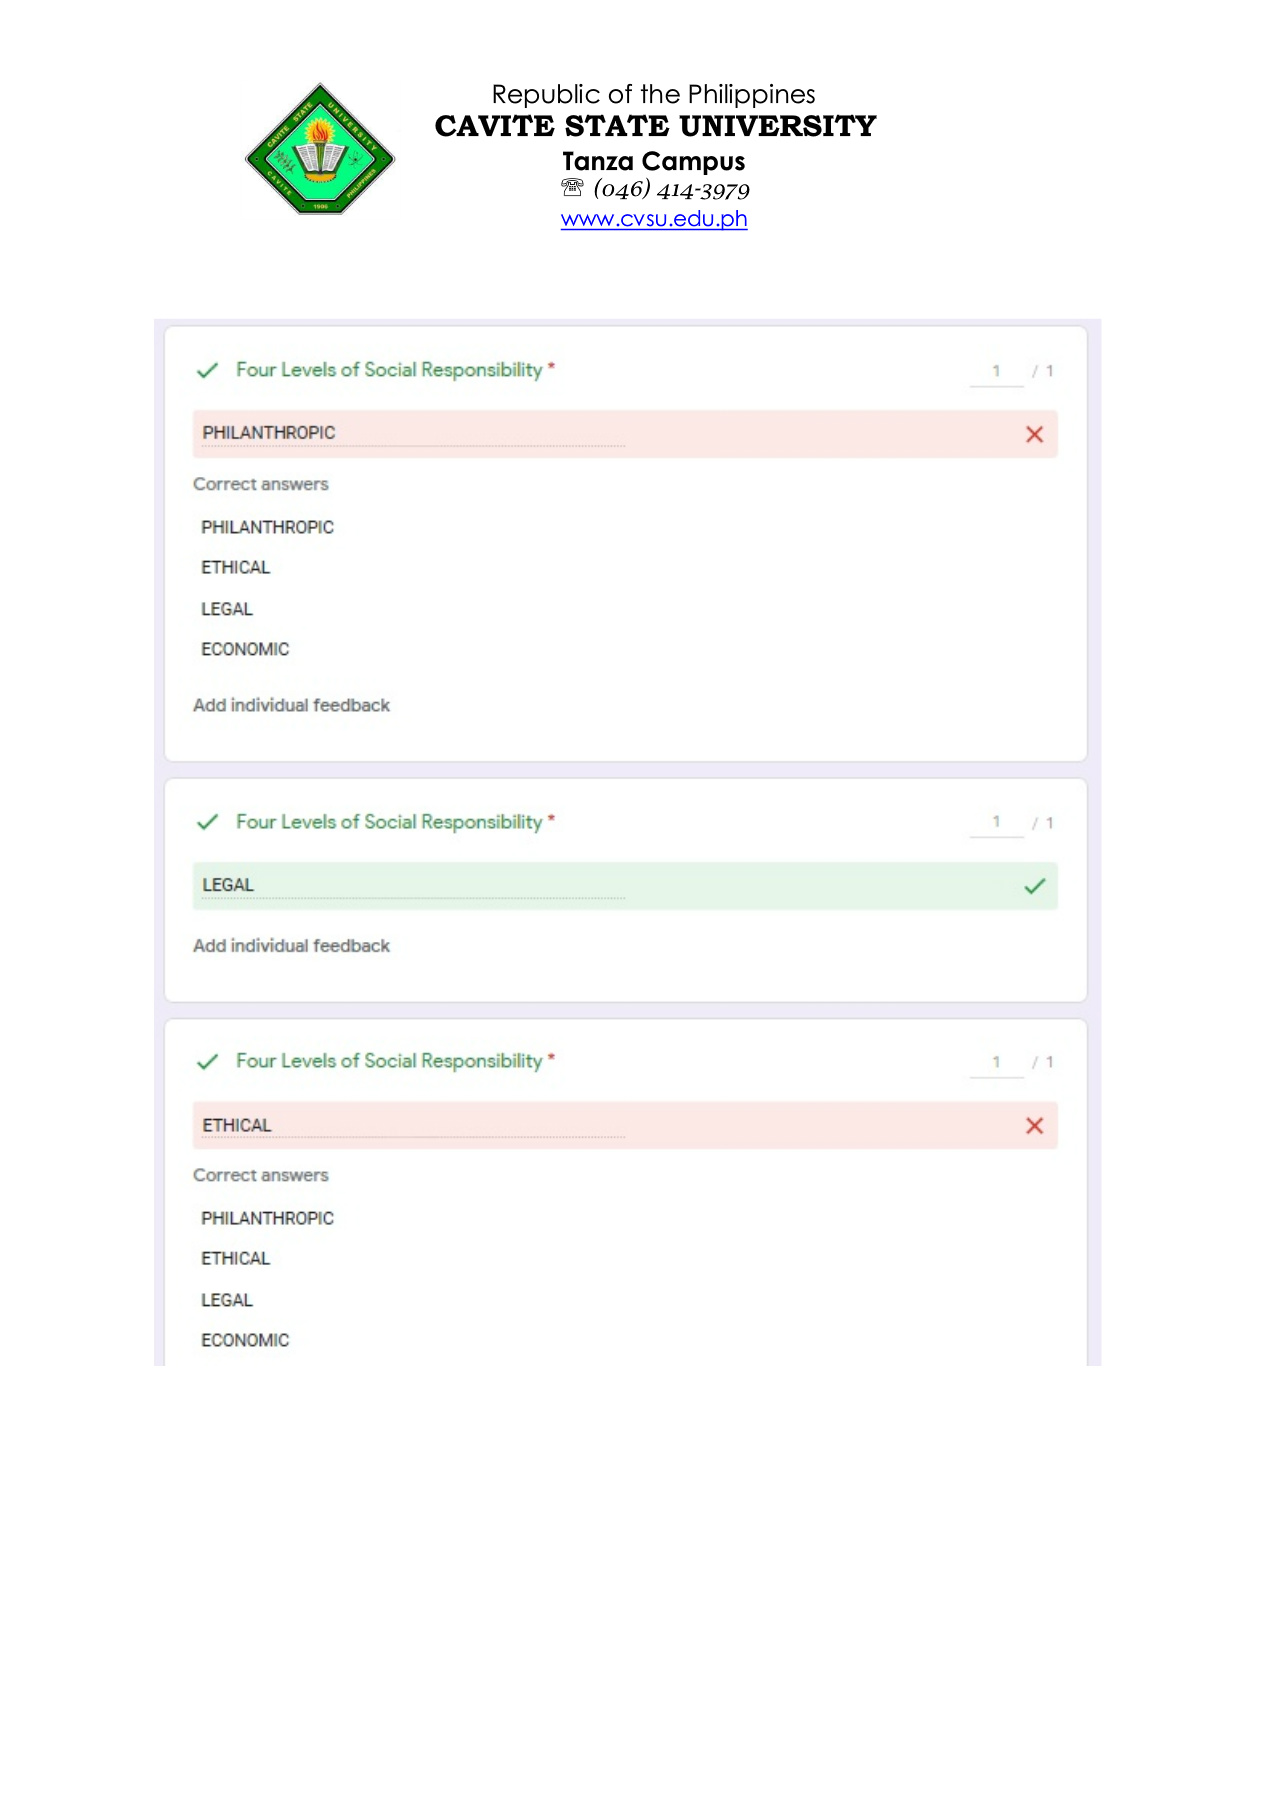 Republic of the Philippines
CAVITE STATE UNIVERSITY
Tanza Campus
☏ (046) 414-3979
www.cvsu.edu.ph
CAVITE STATE UNIVERSITY
CAVITE PHILIPPINES
1906
Four Levels of Social Responsibility *
1 / 1
PHILANTHROPIC
Correct answers
PHILANTHROPIC
ETHICAL
LEGAL
ECONOMIC
Add individual feedback
Four Levels of Social Responsibility *
1 / 1
LEGAL
Add individual feedback
Four Levels of Social Responsibility *
1 / 1
ETHICAL
Correct answers
PHILANTHROPIC
ETHICAL
LEGAL
ECONOMIC